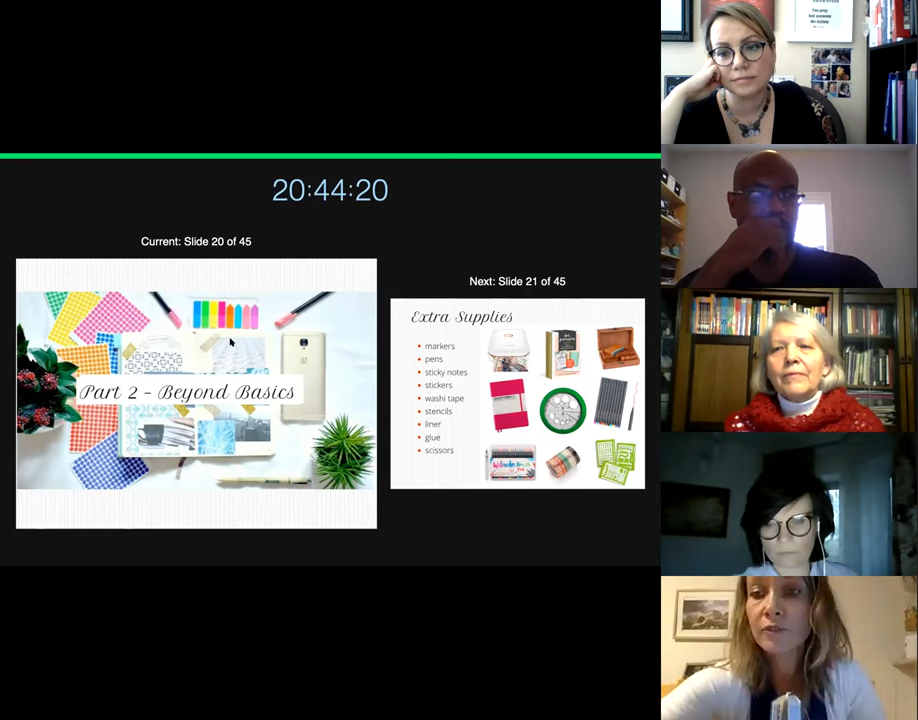 20:44:20
Current: Slide 20 of 45
Next: Slide 21 of 45
Part 2 - Beyond Basics
Extra Supplies
markers
pens
sticky notes
stickers
washi tape
stencils
liner
glue
scissors